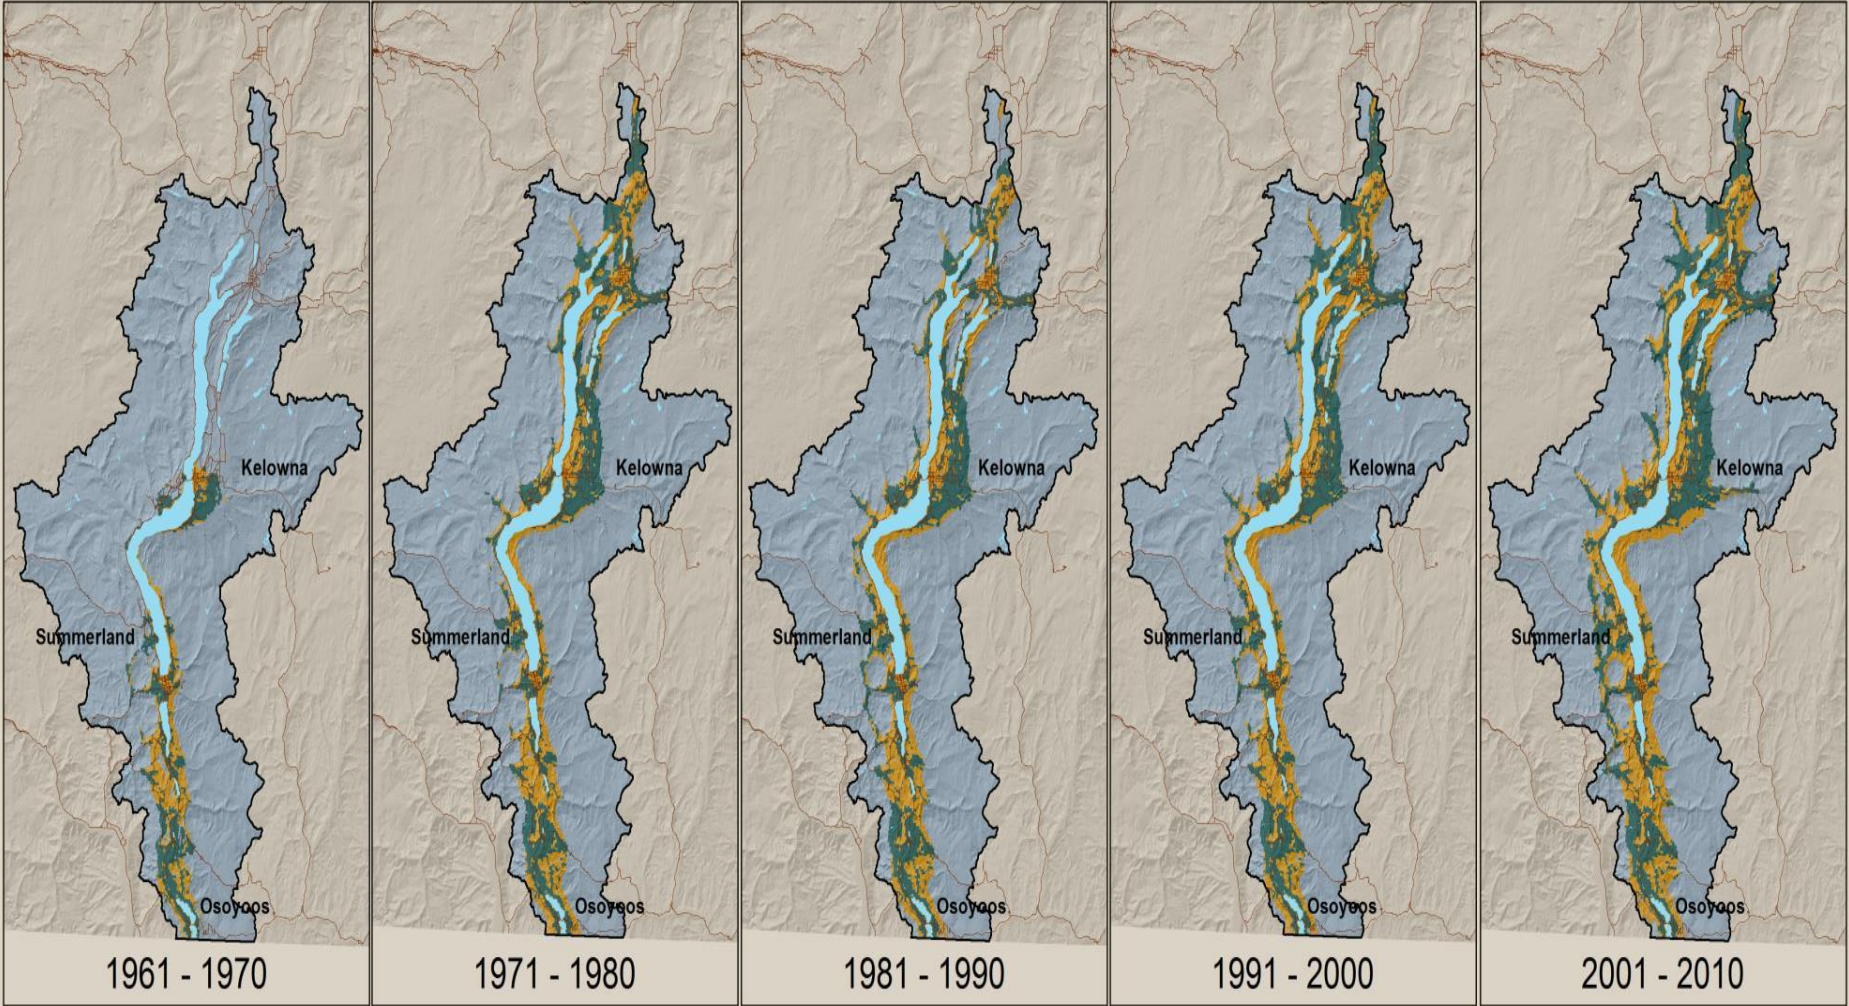 Kelowna
Summerland
Osoyoos
1961 - 1970
Kelowna
Summerland
Osoyoos
1971 - 1980
Kelowna
Summerland
Osoyoos
1981 - 1990
Kelowna
Summerland
Osoyoos
1991 - 2000
Kelowna
Summerland
Osoyoos
2001 - 2010